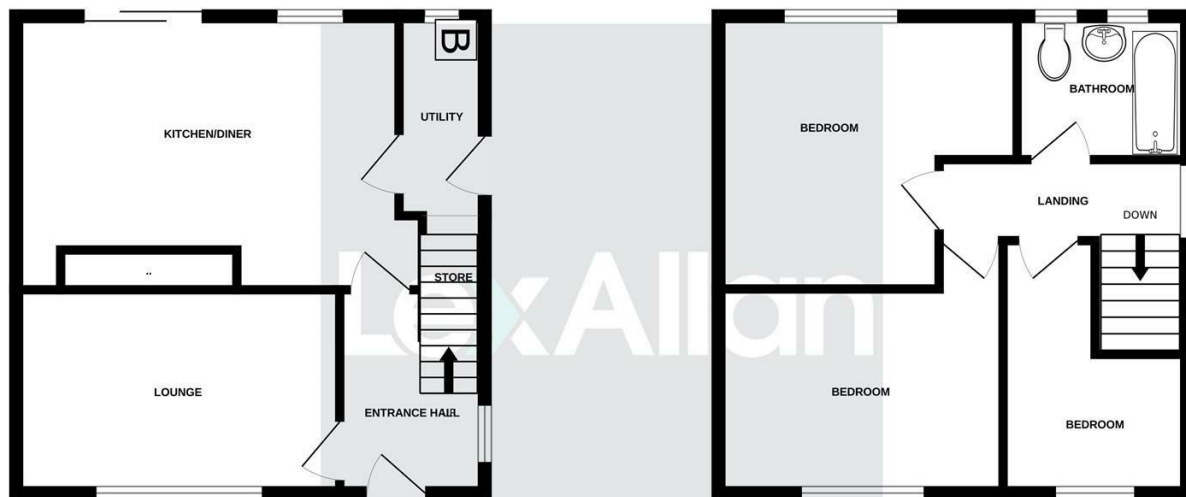 B
UTILITY
KITCHEN/DINER
STORE
LOUNGE
ENTRANCE HALL
BATHROOM
BEDROOM
LANDING
DOWN
BEDROOM
BEDROOM
LexAllan